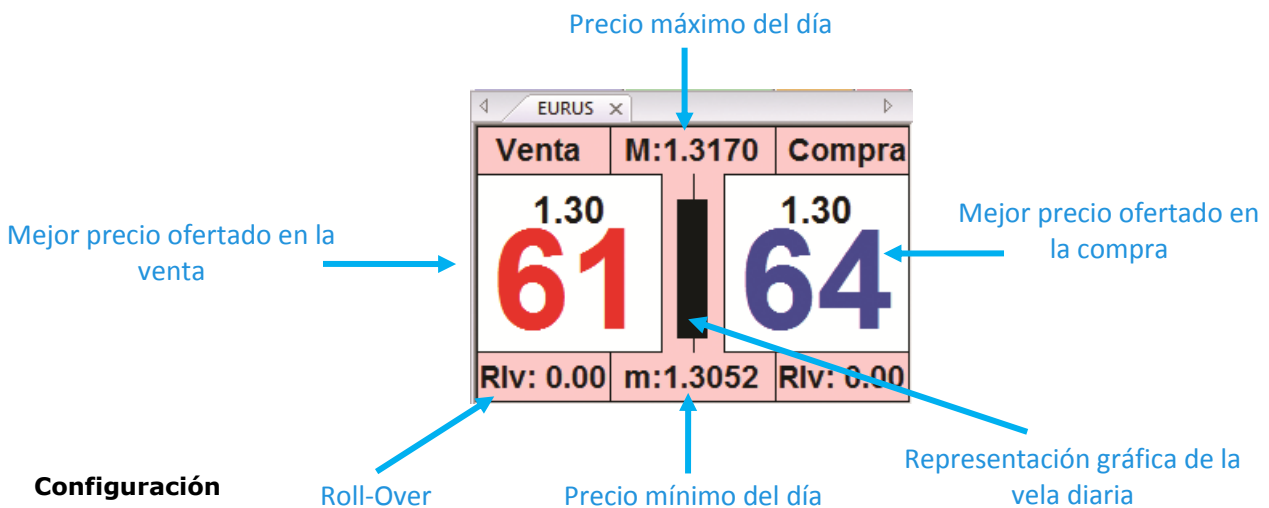 Precio máximo del día
EURUS
Venta M:1.3170 Compra
1.30 1.30
61 64
Mejor precio ofertado en la
venta
Mejor precio ofertado en
la compra
Rlv: 0.00 m:1.3052 Rlv: 0.00
Representación gráfica de la
vela diaria
Configuración
Roll-Over
Precio mínimo del día